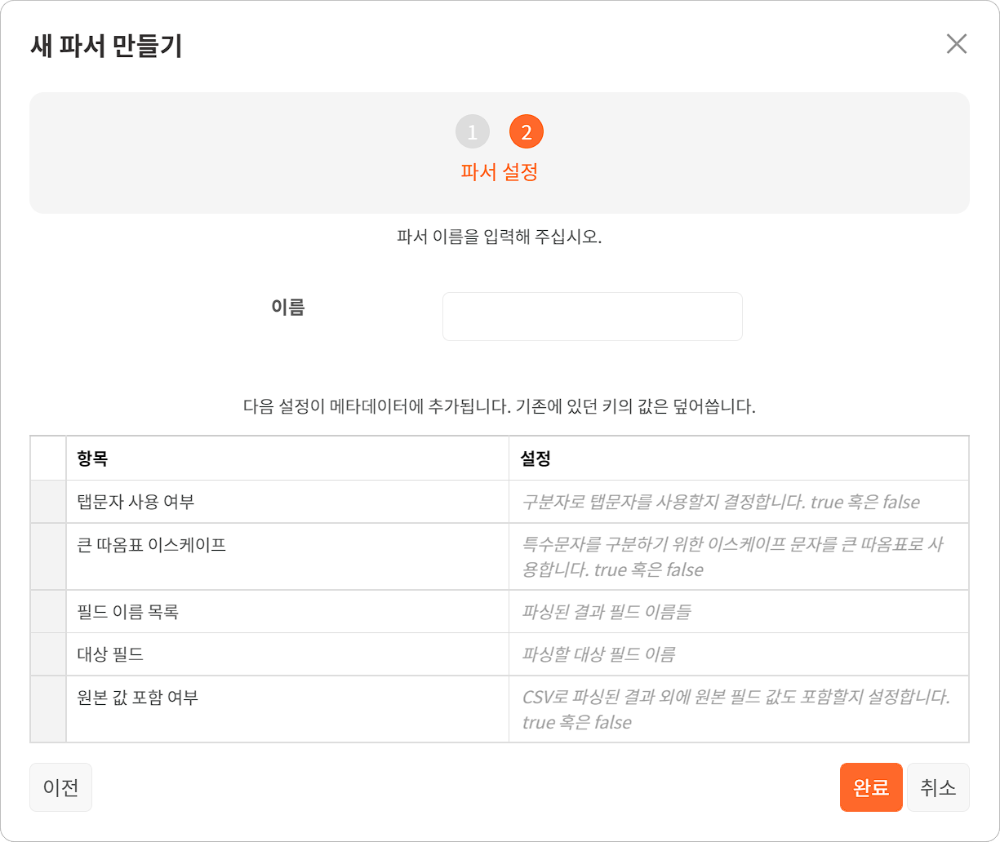 새 파서 만들기
1 2
파서 설정
파서 이름을 입력해 주십시오.
이름
다음 설정이 메타데이터에 추가됩니다. 기존에 있던 키의 값은 덮어씁니다.
항목 설정
탭문자 사용 여부 구분자로 탭문자를 사용할지 결정합니다. true 혹은 false
큰 따옴표 이스케이프 특수문자를 구분하기 위한 이스케이프 문자를 큰 따옴표로 사
용합니다. true 혹은 false
필드 이름 목록 파싱된 결과 필드 이름들
대상 필드 파싱할 대상 필드 이름
원본 값 포함 여부 CSV로 파싱된 결과 외에 원본 필드 값도 포함할지 설정합니다.
true 혹은 false
이전 완료 취소